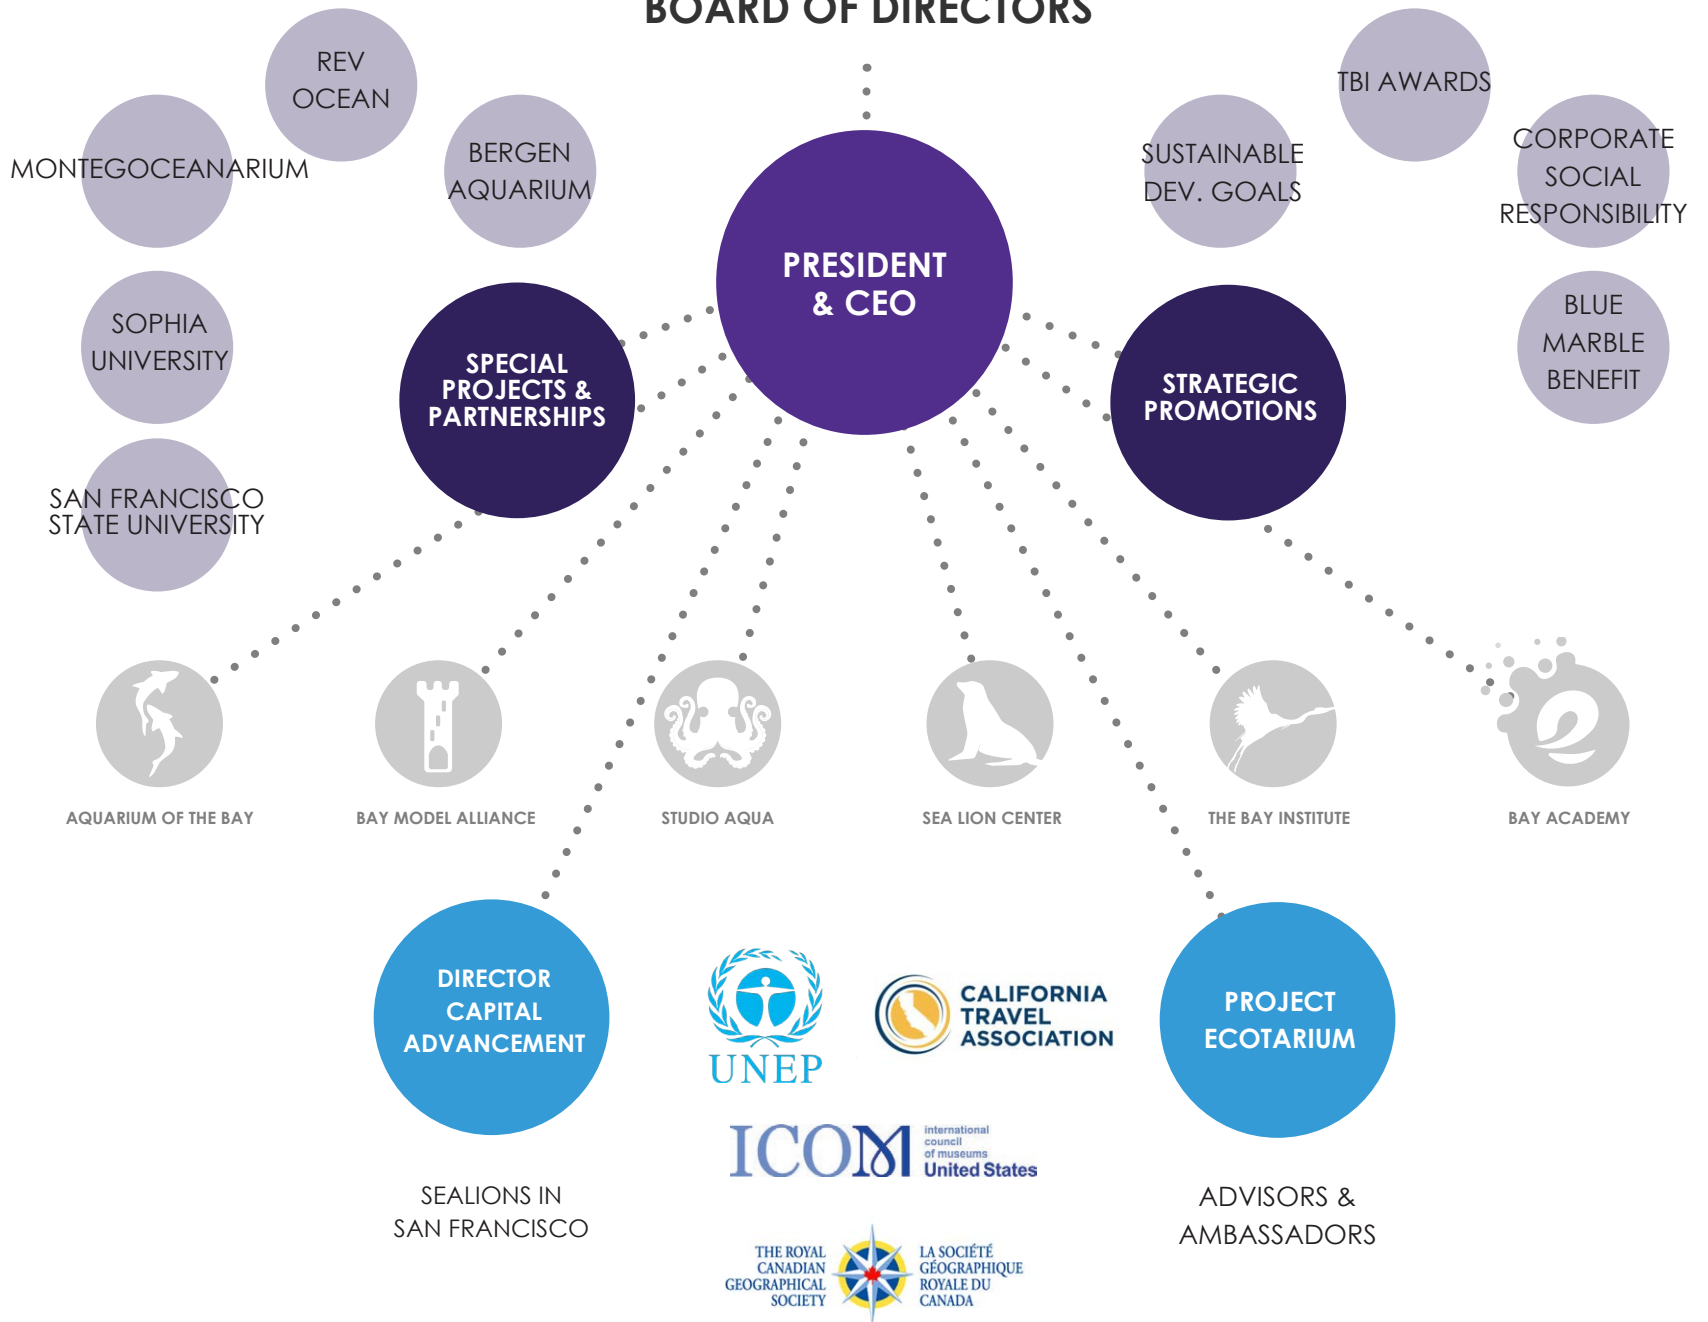 BOARD OF DIRECTORS
REV
OCEAN
MONTEGOCEANARIUM
BERGEN
AQUARIUM
SOPHIA
UNIVERSITY
SAN FRANCISCO
STATE UNIVERSITY
SPECIAL
PROJECTS &
PARTNERSHIPS
PRESIDENT
& CEO
STRATEGIC
PROMOTIONS
SUSTAINABLE
DEV. GOALS
TBI AWARDS
CORPORATE
SOCIAL
RESPONSIBILITY
BLUE
MARBLE
BENEFIT
AQUARIUM OF THE BAY
BAY MODEL ALLIANCE
STUDIO AQUA
SEA LION CENTER
THE BAY INSTITUTE
BAY ACADEMY
DIRECTOR
CAPITAL
ADVANCEMENT
SEALIONS IN
SAN FRANCISCO
UNEP
CALIFORNIA
TRAVEL
ASSOCIATION
ICOM
international
council
of museums
United States
THE ROYAL
CANADIAN
GEOGRAPHICAL
SOCIETY
LA SOCIÉTÉ
GÉOGRAPHIQUE
ROYALE DU
CANADA
PROJECT
ECOTARIUM
ADVISORS &
AMBASSADORS